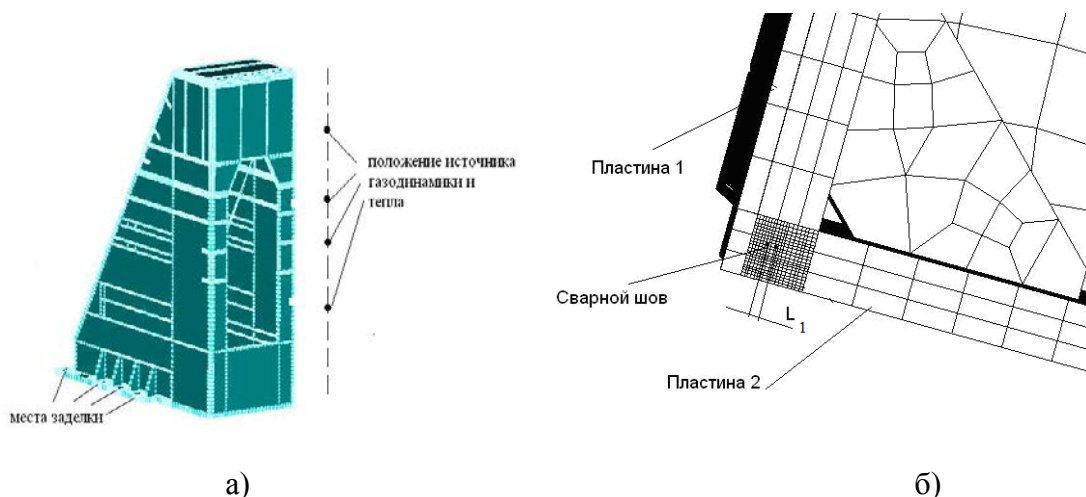 положение источника
газодинамики и
тепла
места заделки
а)
Пластина 1
Сварной шов
L 1
Пластина 2
б)